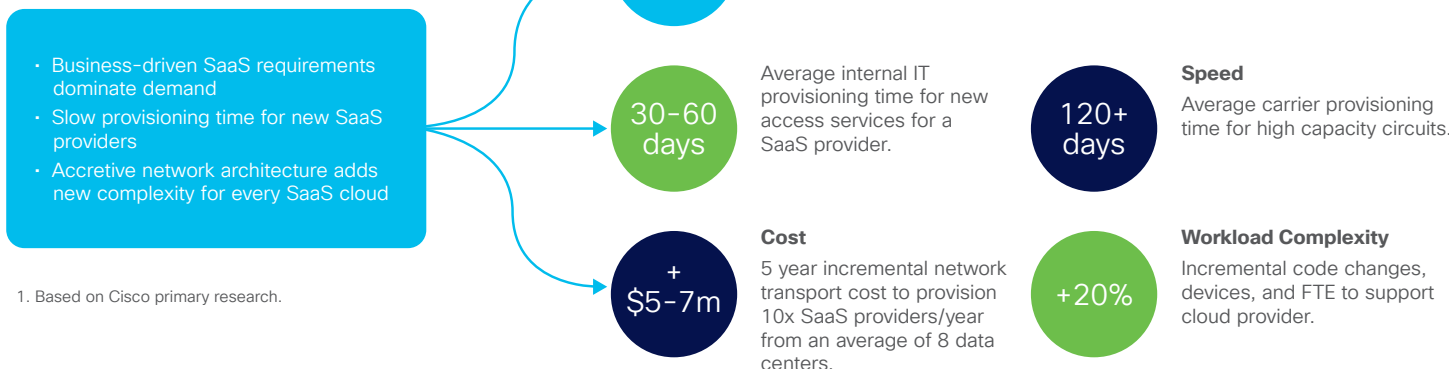 · Business-driven SaaS requirements
dominate demand
· Slow provisioning time for new SaaS
providers
· Accretive network architecture adds
new complexity for every SaaS cloud
1. Based on Cisco primary research.
30-60
days
Average internal IT
provisioning time for new
access services for a
SaaS provider.
120+
days
Speed
Average carrier provisioning
time for high capacity circuits.
+
$5-7m
Cost
5 year incremental network
transport cost to provision
10x SaaS providers/year
from an average of 8 data
centers.
+20%
Workload Complexity
Incremental code changes,
devices, and FTE to support
cloud provider.